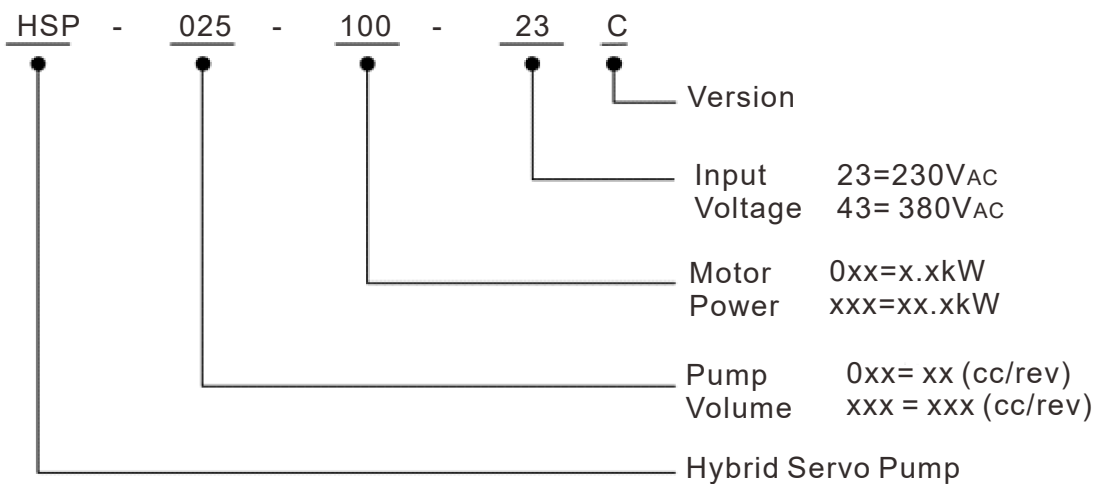 HSP - 025 - 100 - 23 C
Version
Input 23=230VAC
Voltage 43= 380VAC
Motor 0xx=x.xkW
Power xxx=xx.xkW
Pump 0xx= xx (cc/rev)
Volume xxx = xxx (cc/rev)
Hybrid Servo Pump